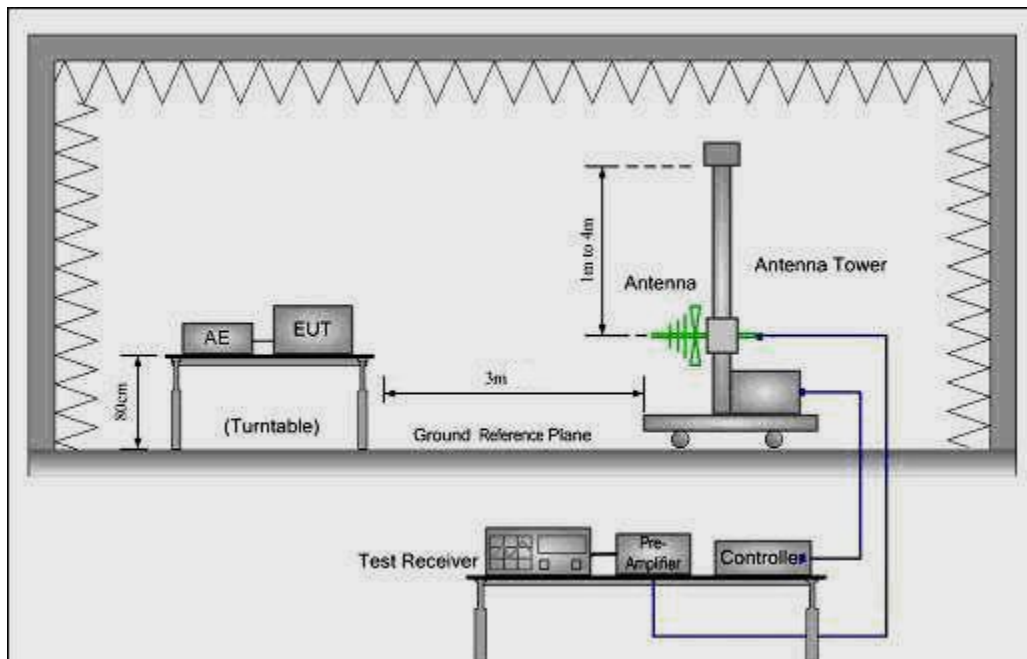 1m to 4m
Antenna Tower
Antenna
AE
EUT
3m
80cm
(Turntable)
Ground Reference Plane
Test Receiver
Pre-
Amplifier
Controller